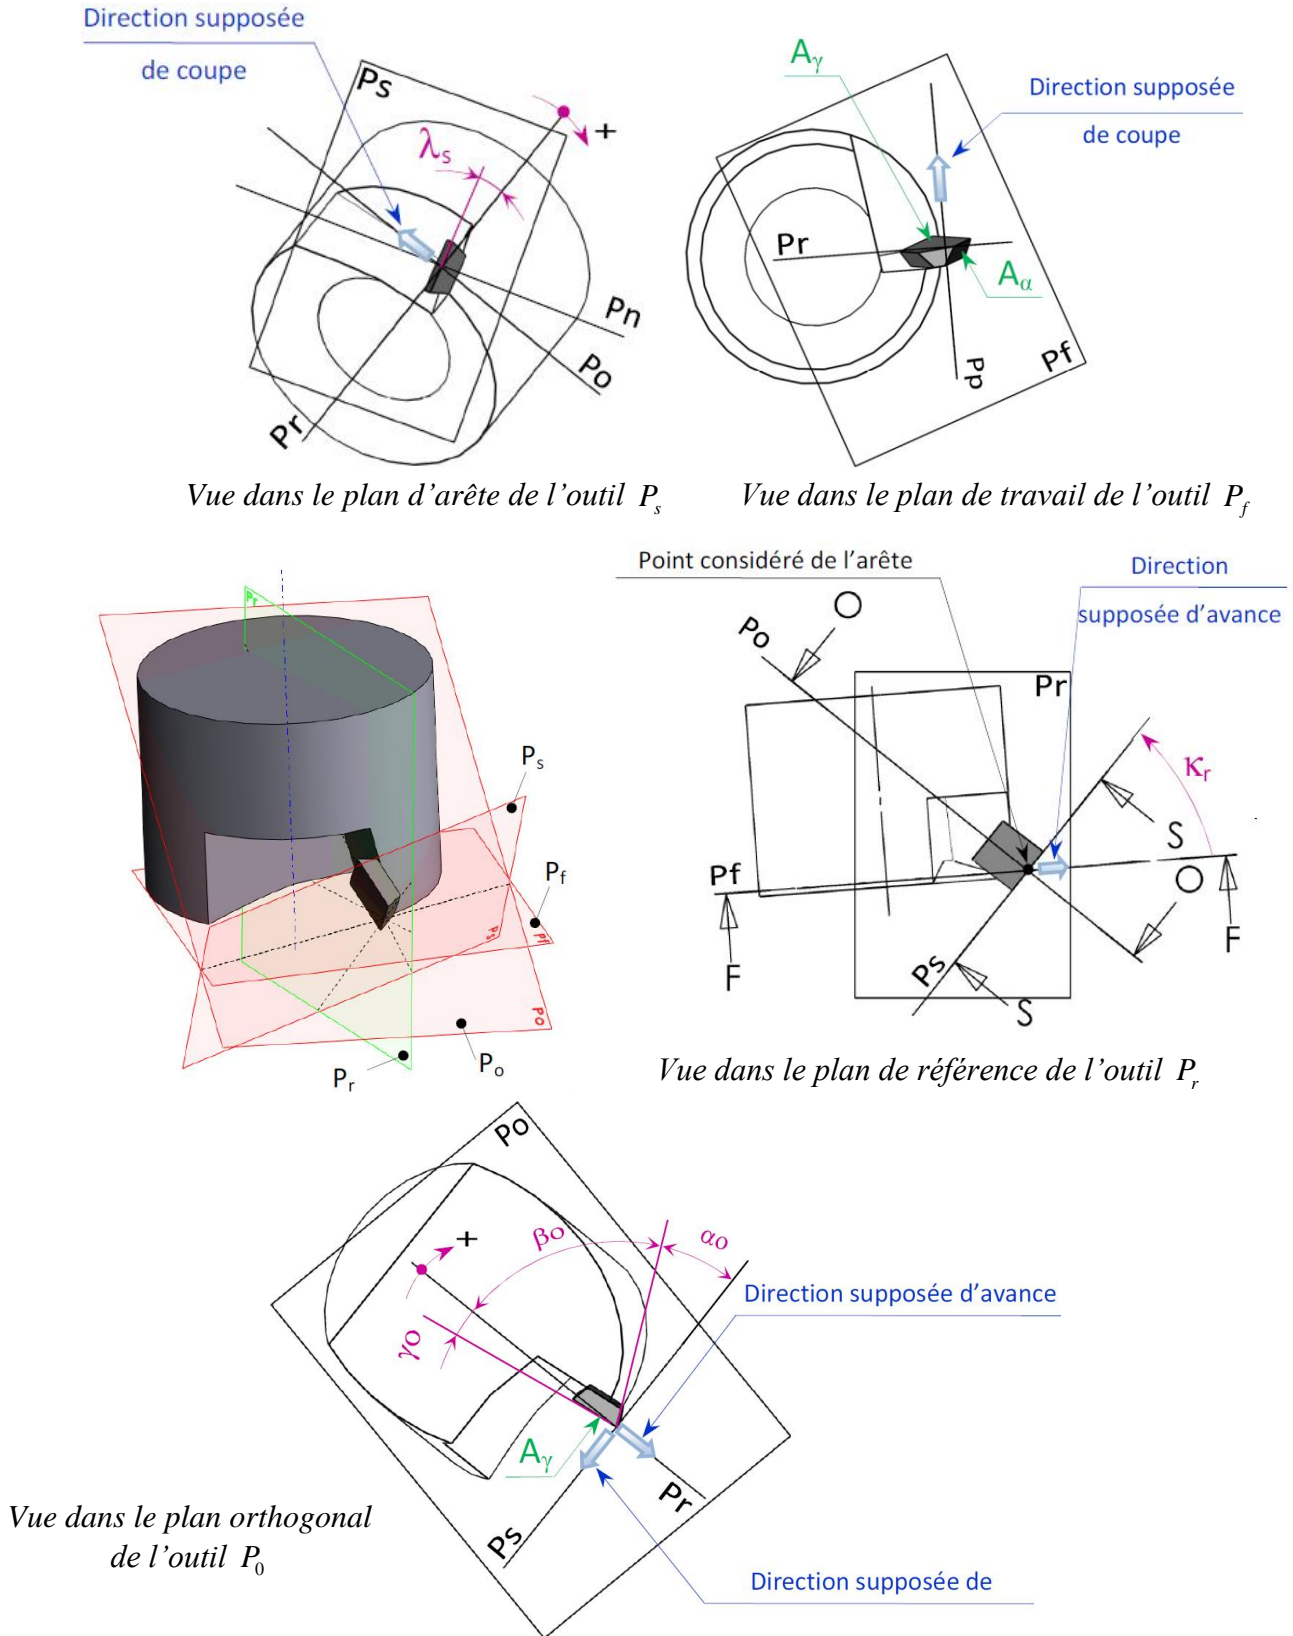 Direction supposée
de coupe
Ps
λs
+
Pn
Po
Pr
Vue dans le plan d'arête de l'outil Ps
Aγ
Direction supposée
de coupe
Pr
Aα
Pp
Pf
Vue dans le plan de travail de l'outil Pf
Pr
Ps
Pf
Ps
Pf
Po
Po
Pr
Point considéré de l'arête
Direction
supposée d'avance
O
Po
Pr
κr
S
Pf
O
F
F
Ps
S
Vue dans le plan de référence de l'outil Pr
Po
+
βo
αo
Direction supposée d'avance
γo
Aγ
Pr
Ps
Vue dans le plan orthogonal
de l'outil P0
Direction supposée de